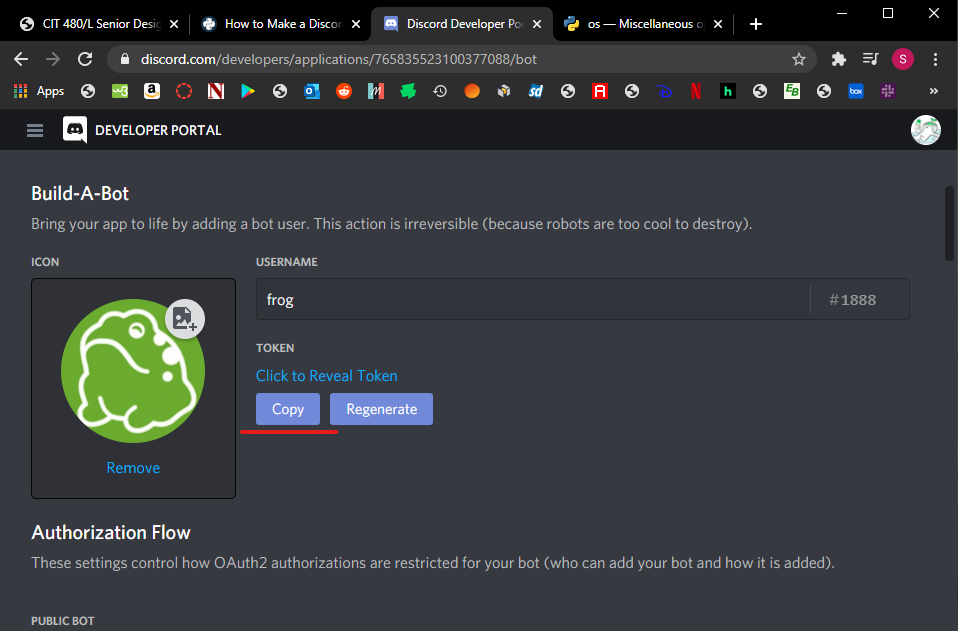 CIT 480/L Senior Desig
How to Make a Discor
Discord Developer Po
os — Miscellaneous o
discord.com/developers/applications/765835523100377088/bot
S
Apps
a
N
sd
A
N
h
EB
box
DEVELOPER PORTAL
Build-A-Bot
Bring your app to life by adding a bot user. This action is irreversible (because robots are too cool to destroy).
ICON
USERNAME
frog
#1888
TOKEN
Click to Reveal Token
Copy
Regenerate
Remove
Authorization Flow
These settings control how OAuth2 authorizations are restricted for your bot (who can add your bot and how it is added).
PUBLIC BOT